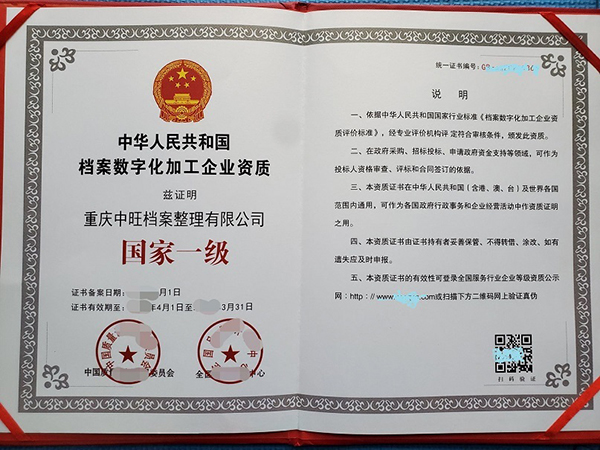 中华人民共和国
档案数字化加工企业资质
兹证明
重庆中旺档案整理有限公司
国家一级
证书备案日期：
月1日
证书有效期至：
年4月1日至
3月31日
中国质
委员会
全国
中心
统一证书编号：
说 明
一、依据中华人民共和国国家行业标准《档案数字化加工企业资
质评价标准》，经专业评价机构评 定符合审核条件，颁发此资质。
二、在政府采购、招标投标、申请政府资金支持等领域，可作为
投标人资格审查、评标和合同签订的依据。
三、本资质证书在中华人民共和国（含港、澳、台）及世界各国
范围内通用，可作为各国政府行政事务和企业经营活动中作资质证明
之用。
四、本资质证书由证书持有者妥善保管、不得转借、涂改、如有
遗失应及时申报。
五、本资质证书的有效性可登录全国服务行业企业等级资质公示
网：http：//www.
.com或扫描下方二维码网上验证真伪
扫码验证